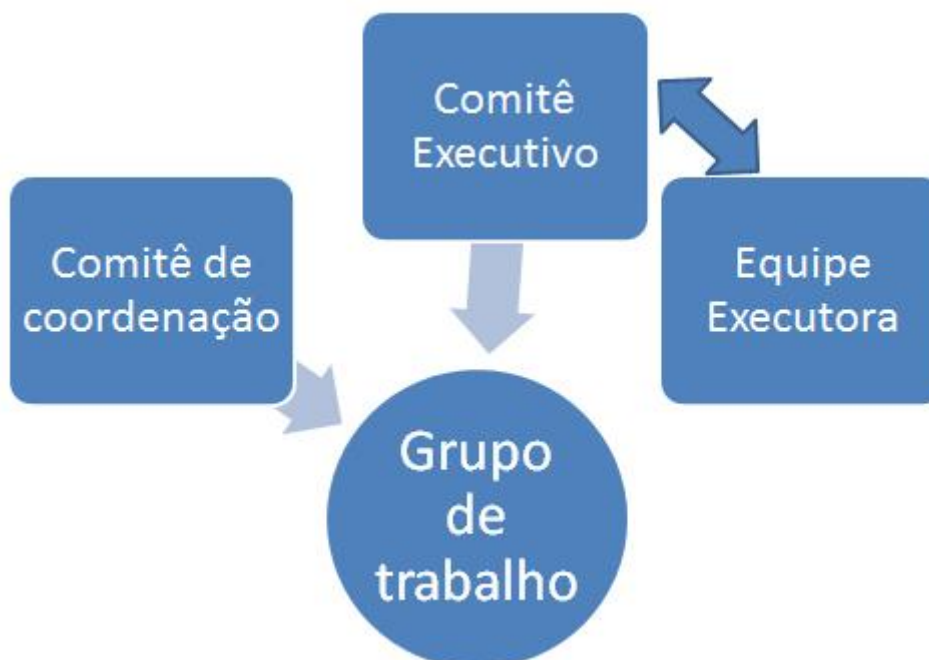 Comitê
Executivo
Comitê de
coordenação
Equipe
Executora
Grupo
de
trabalho